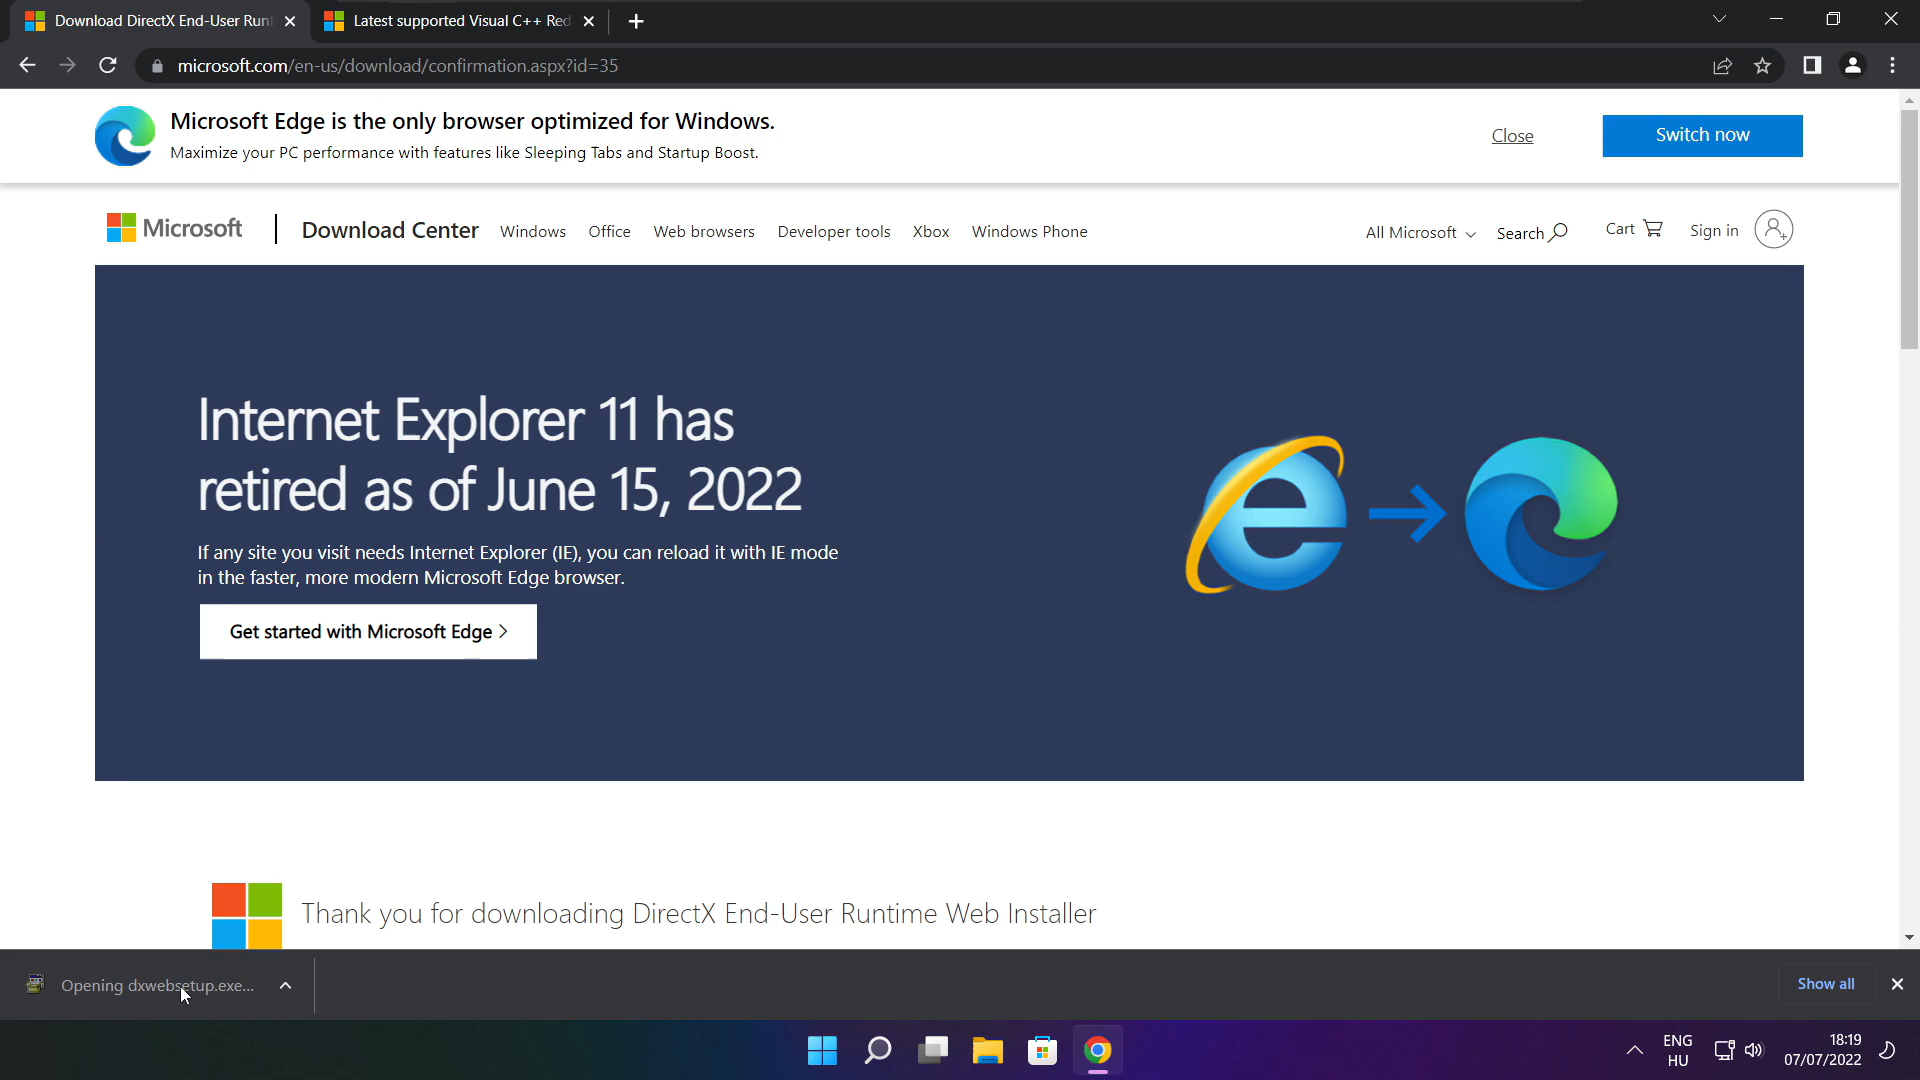 Download DirectX End-User Runt
Latest supported Visual C++ Red
microsoft.com/en-us/download/confirmation.aspx?id=35
Microsoft Edge is the only browser optimized for Windows.
Maximize your PC performance with features like Sleeping Tabs and Startup Boost.
Close
Switch now
Microsoft
Download Center
Windows
Office
Web browsers
Developer tools
Xbox
Windows Phone
All Microsoft
Search
Cart
Sign in
Internet Explorer 11 has
retired as of June 15, 2022
If any site you visit needs Internet Explorer (IE), you can reload it with IE mode
in the faster, more modern Microsoft Edge browser.
Get started with Microsoft Edge >
Thank you for downloading DirectX End-User Runtime Web Installer
Opening dxwebsetup.exe...
Show all
ENG
HU
18:19
07/07/2022